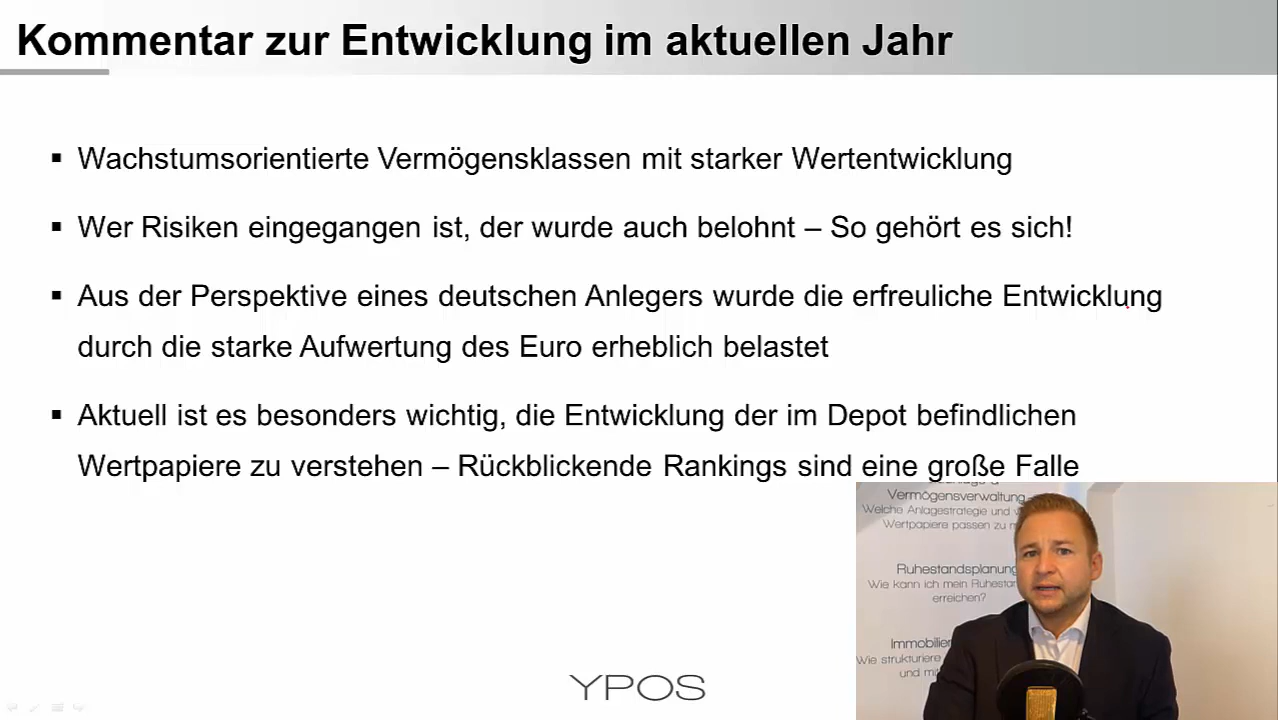 Kommentar zur Entwicklung im aktuellen Jahr
▪ Wachstumsorientierte Vermögensklassen mit starker Wertentwicklung
▪ Wer Risiken eingegangen ist, der wurde auch belohnt – So gehört es sich!
▪ Aus der Perspektive eines deutschen Anlegers wurde die erfreuliche Entwicklung
durch die starke Aufwertung des Euro erheblich belastet
▪ Aktuell ist es besonders wichtig, die Entwicklung der im Depot befindlichen
Wertpapiere zu verstehen – Rückblickende Rankings sind eine große Falle
Vermögensverwaltung
Welche Anlagestrategie und
Wertpapiere passen zu
Ruhestandsplanung
Wie kann ich mein
erreichen?
Wie strukturiere
und
YPOS